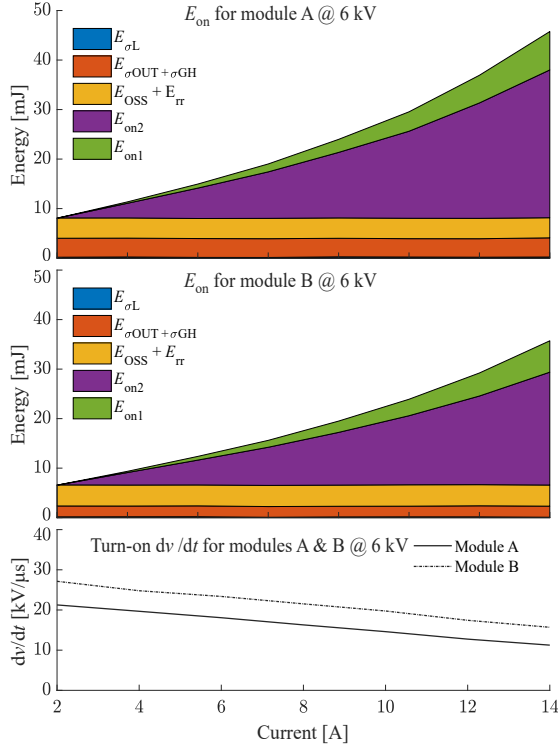 E_on for module A @ 6 kV
50
40
30
20
10
0
Energy [mJ]
E_σL
E_σOUT+σGH
E_OSS + E_rr
E_on2
E_on1
E_on for module B @ 6 kV
50
40
30
20
10
0
Energy [mJ]
E_σL
E_σOUT+σGH
E_OSS + E_rr
E_on2
E_on1
Turn-on dv/dt for modules A & B @ 6 kV
Module A
Module B
40
30
20
10
0
dv/dt [kV/μs]
2 4 6 8 10 12 14
Current [A]